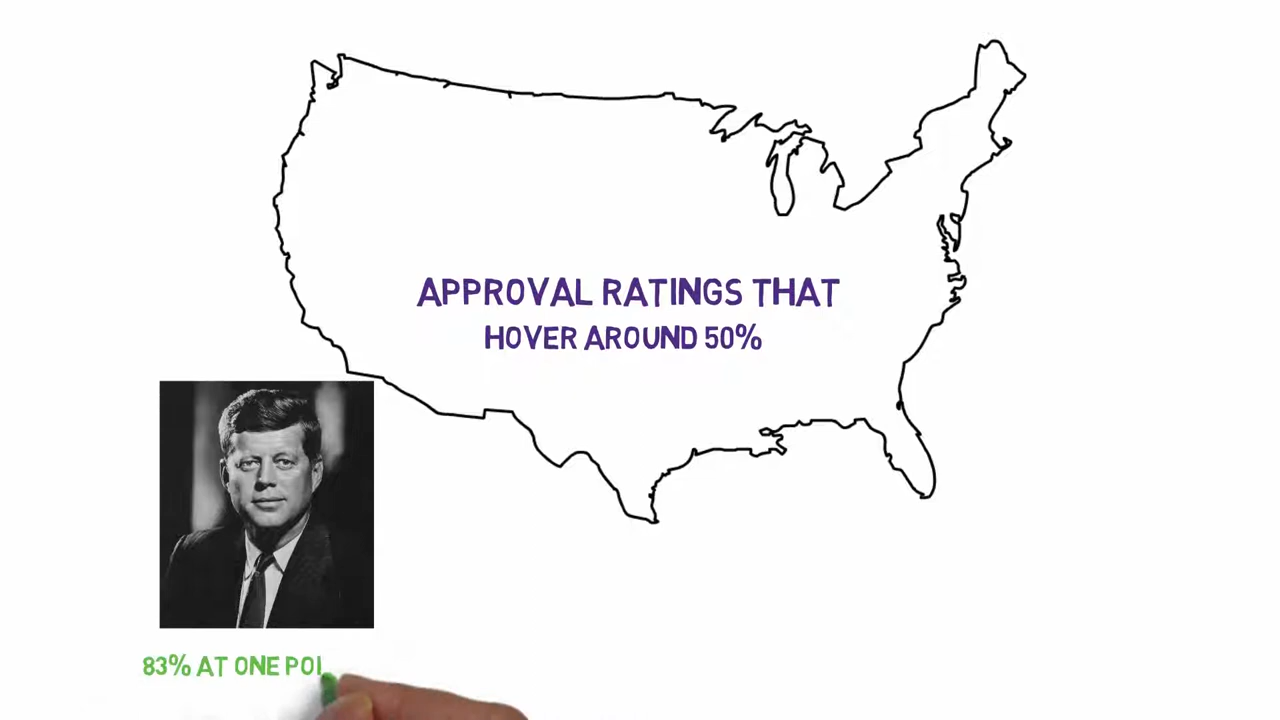 APPROVAL RATINGS THAT
HOVER AROUND 50%
83% AT ONE POI